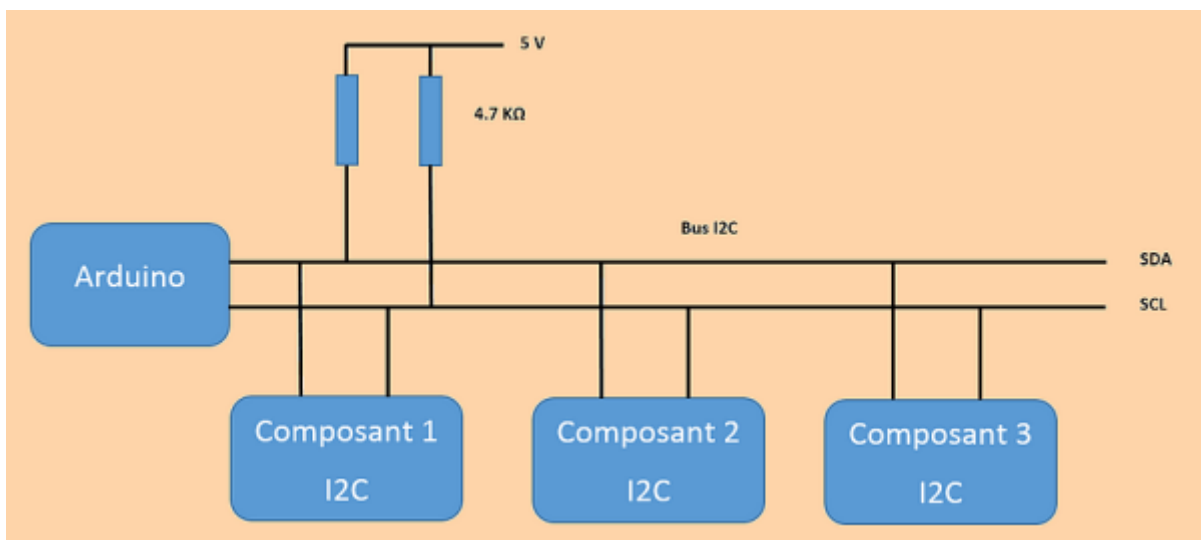 5 V
4.7 KΩ
Bus I2C
Arduino
SDA
SCL
Composant 1
I2C
Composant 2
I2C
Composant 3
I2C